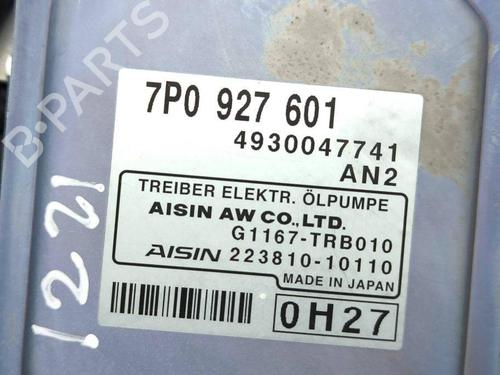 B-PARTS
7P0 927 601
4930047741
AN2
TREIBER ELEKTR. ÖLPUMPE
AISIN AW CO., LTD.
G1167-TRB010
AISIN 223810-10110
MADE IN JAPAN
0H27
1221